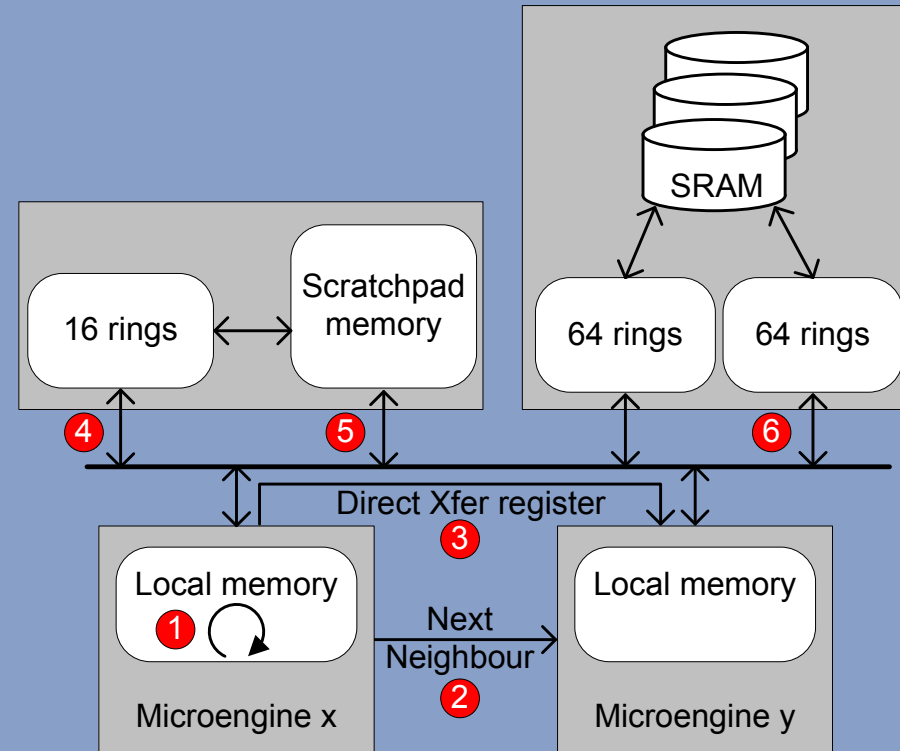 SRAM
Scratchpad
memory
16 rings
64 rings
64 rings
4
5
6
Direct Xfer register
3
Local memory
1
Local memory
Next
Neighbour
2
Microengine x
Microengine y